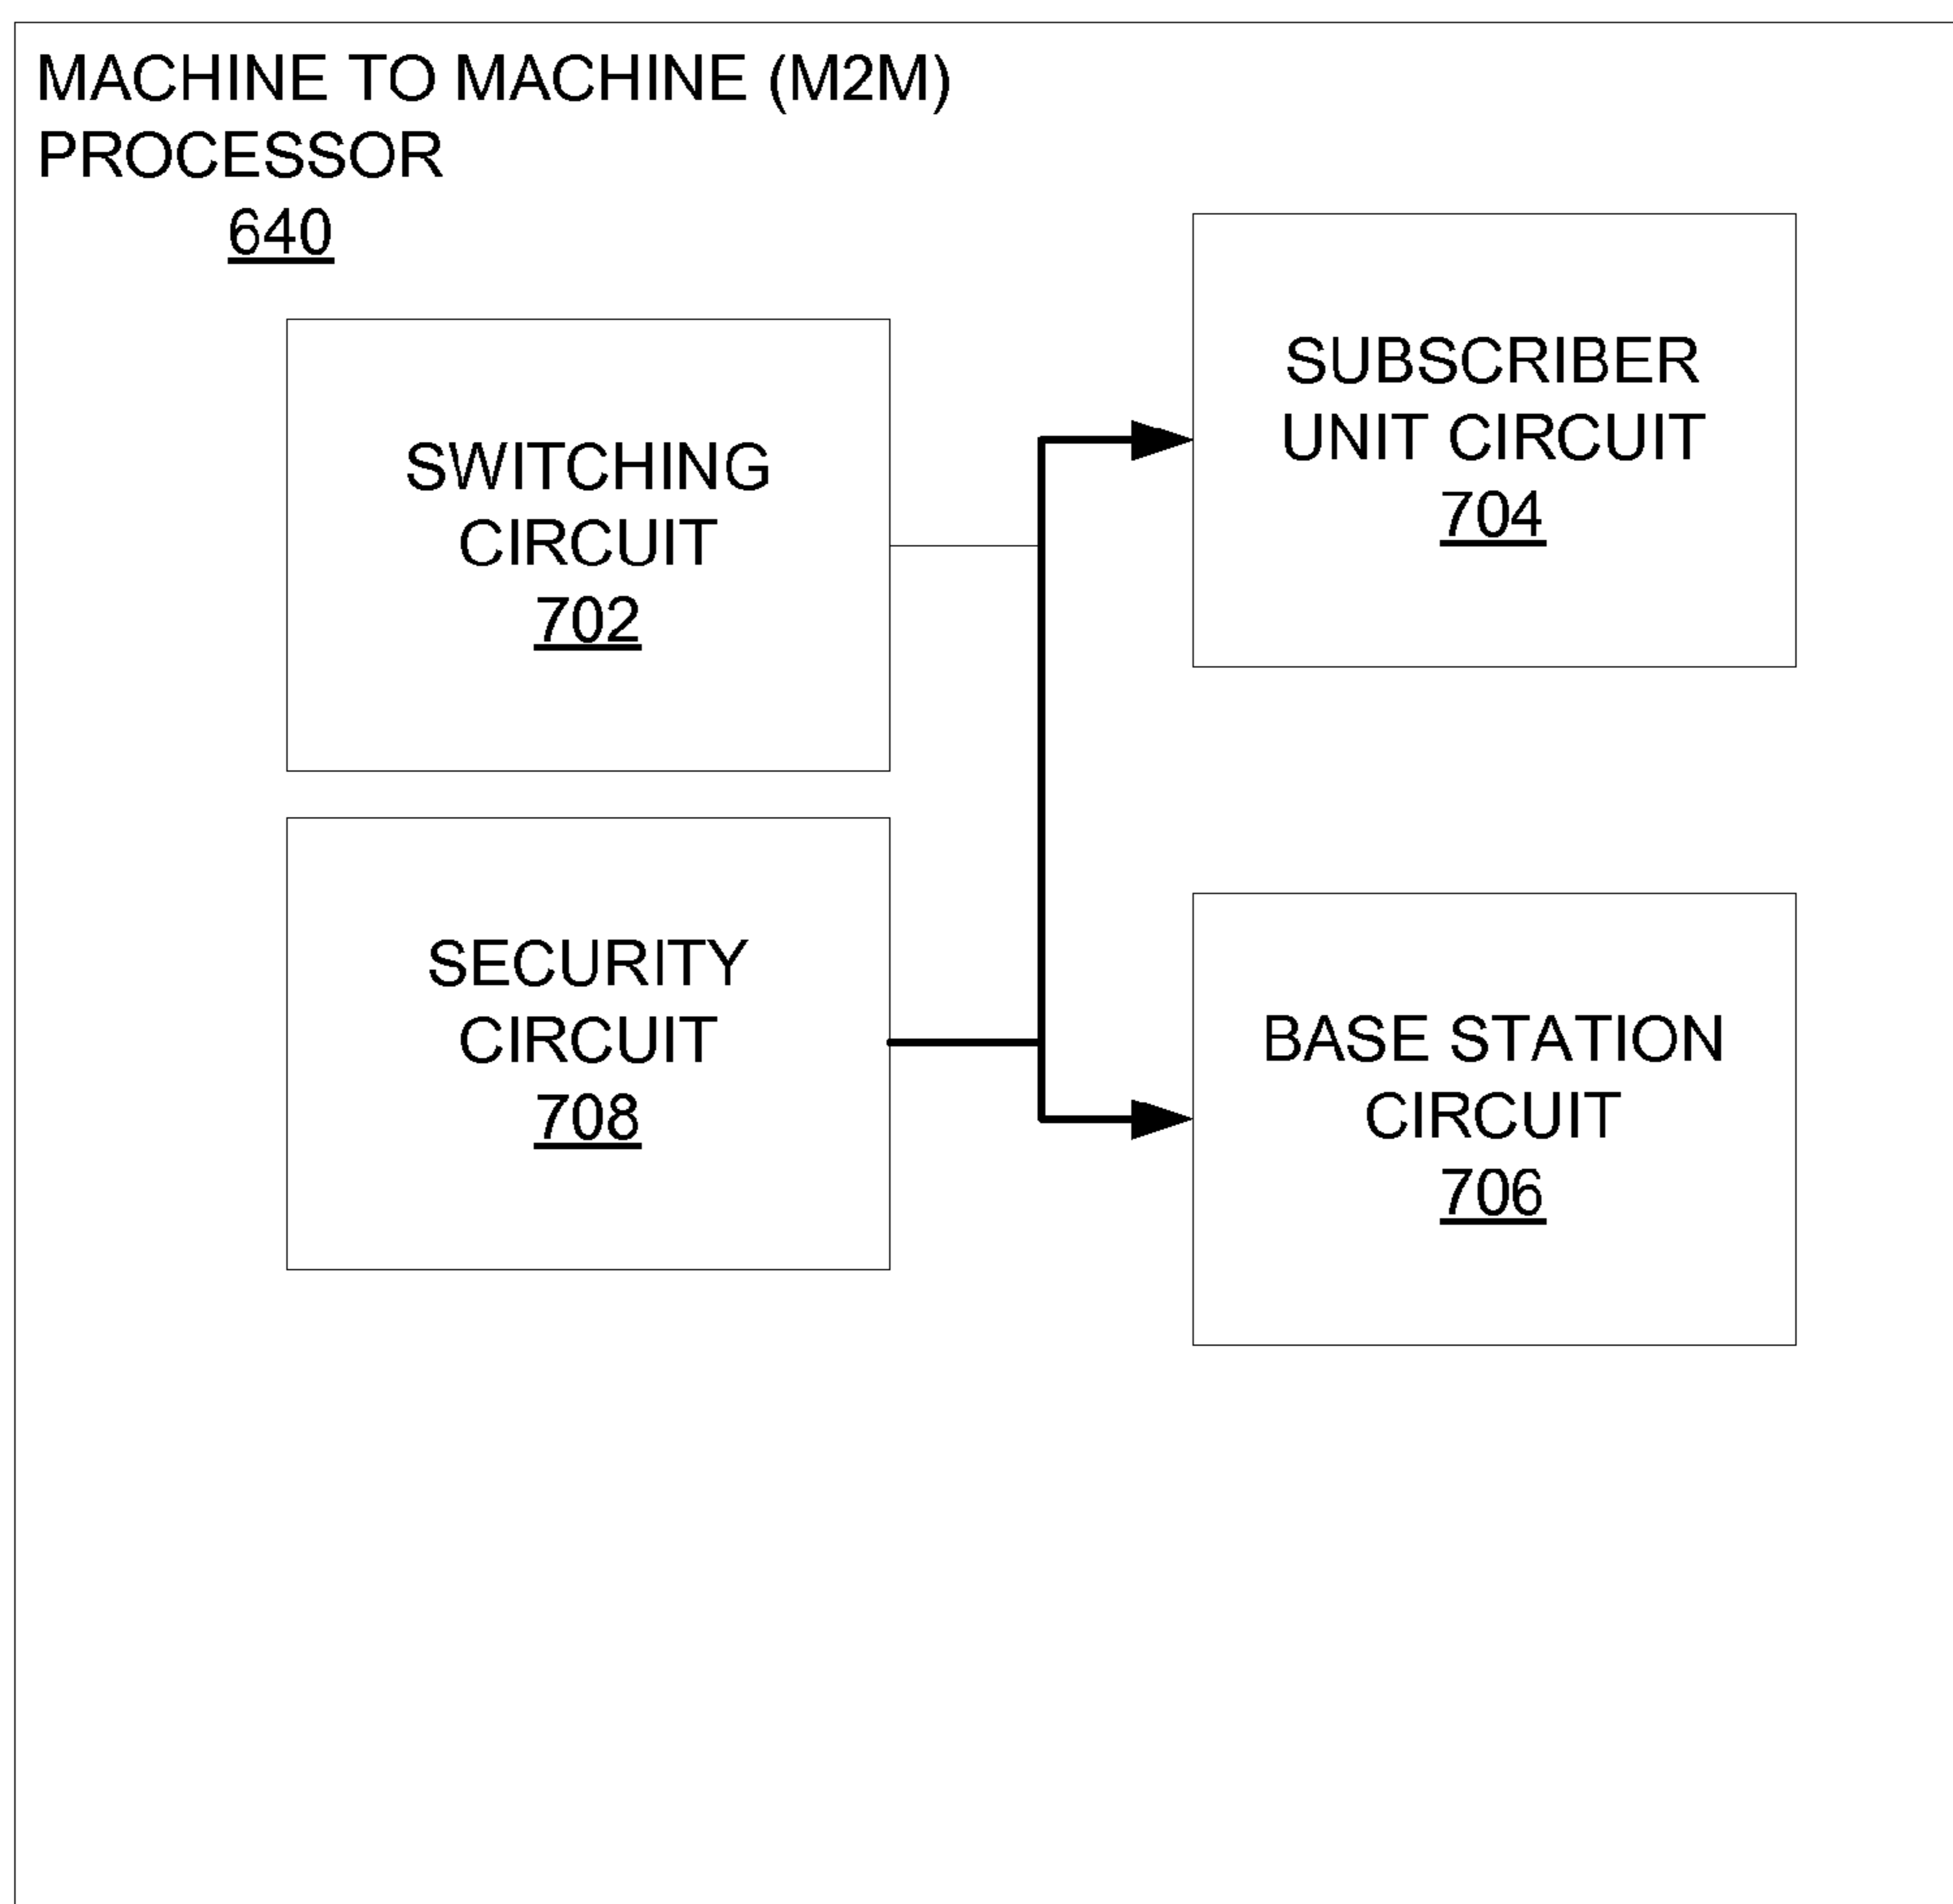 MACHINE TO MACHINE (M2M)
PROCESSOR
640
SWITCHING
CIRCUIT
702
SUBSCRIBER
UNIT CIRCUIT
704
SECURITY
CIRCUIT
708
BASE STATION
CIRCUIT
706